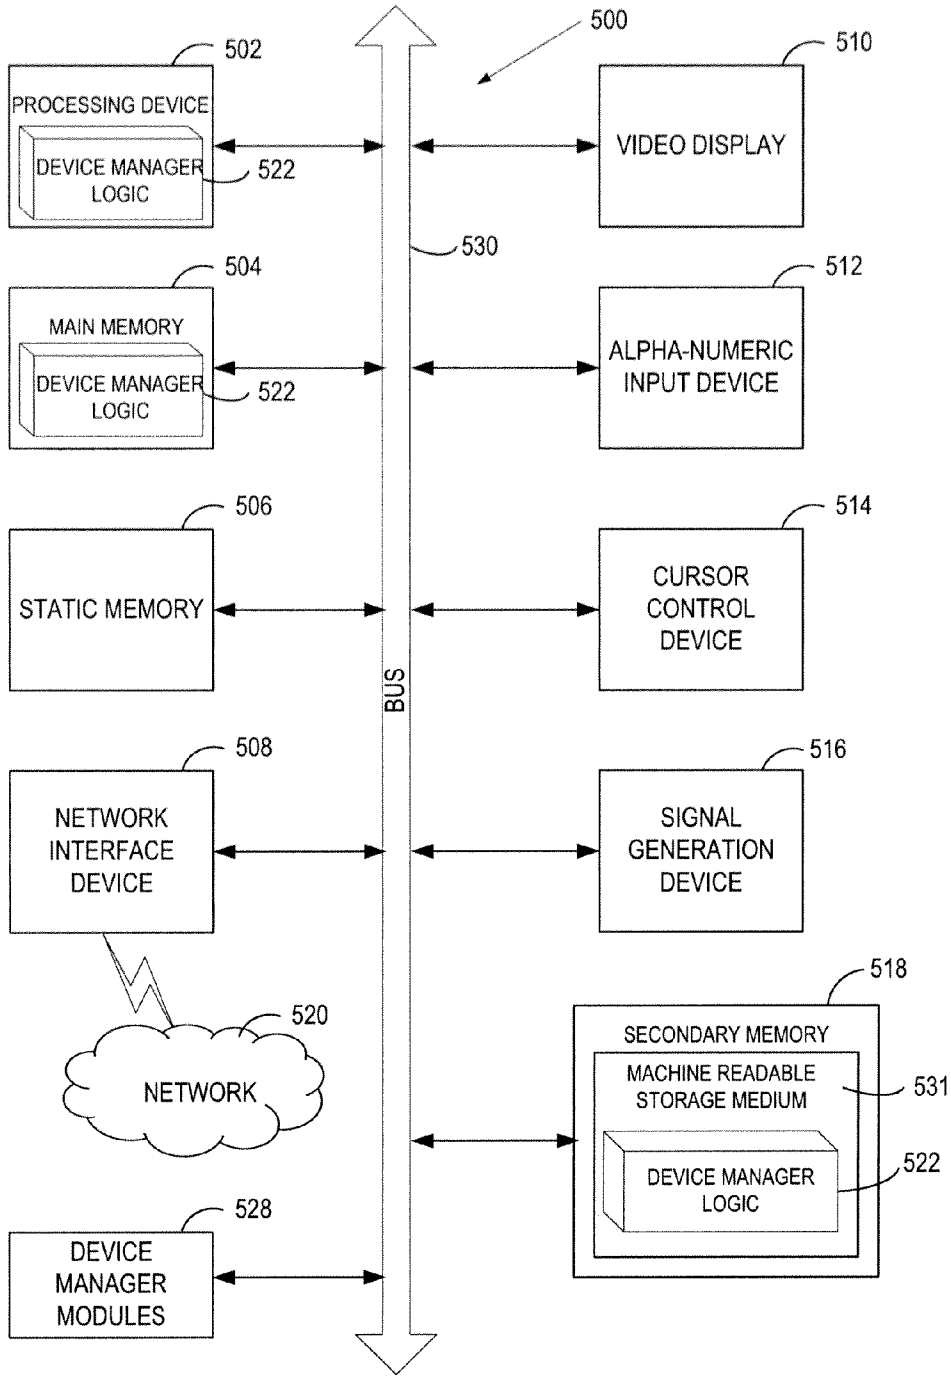 500
502
PROCESSING DEVICE
DEVICE MANAGER
LOGIC
522
510
VIDEO DISPLAY
530
504
MAIN MEMORY
DEVICE MANAGER
LOGIC
522
512
ALPHA-NUMERIC
INPUT DEVICE
506
STATIC MEMORY
514
CURSOR
CONTROL
DEVICE
BUS
508
NETWORK
INTERFACE
DEVICE
516
SIGNAL
GENERATION
DEVICE
520
NETWORK
518
SECONDARY MEMORY
MACHINE READABLE
STORAGE MEDIUM
531
DEVICE MANAGER
LOGIC
522
528
DEVICE
MANAGER
MODULES